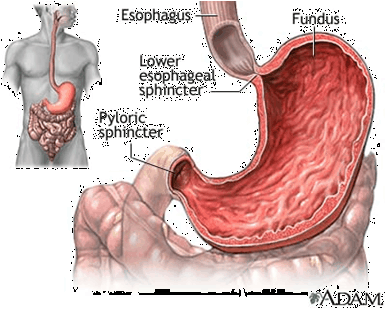 Esophagus
Fundus
Lower
esophageal
sphincter
Pyloric
sphincter
ADAM